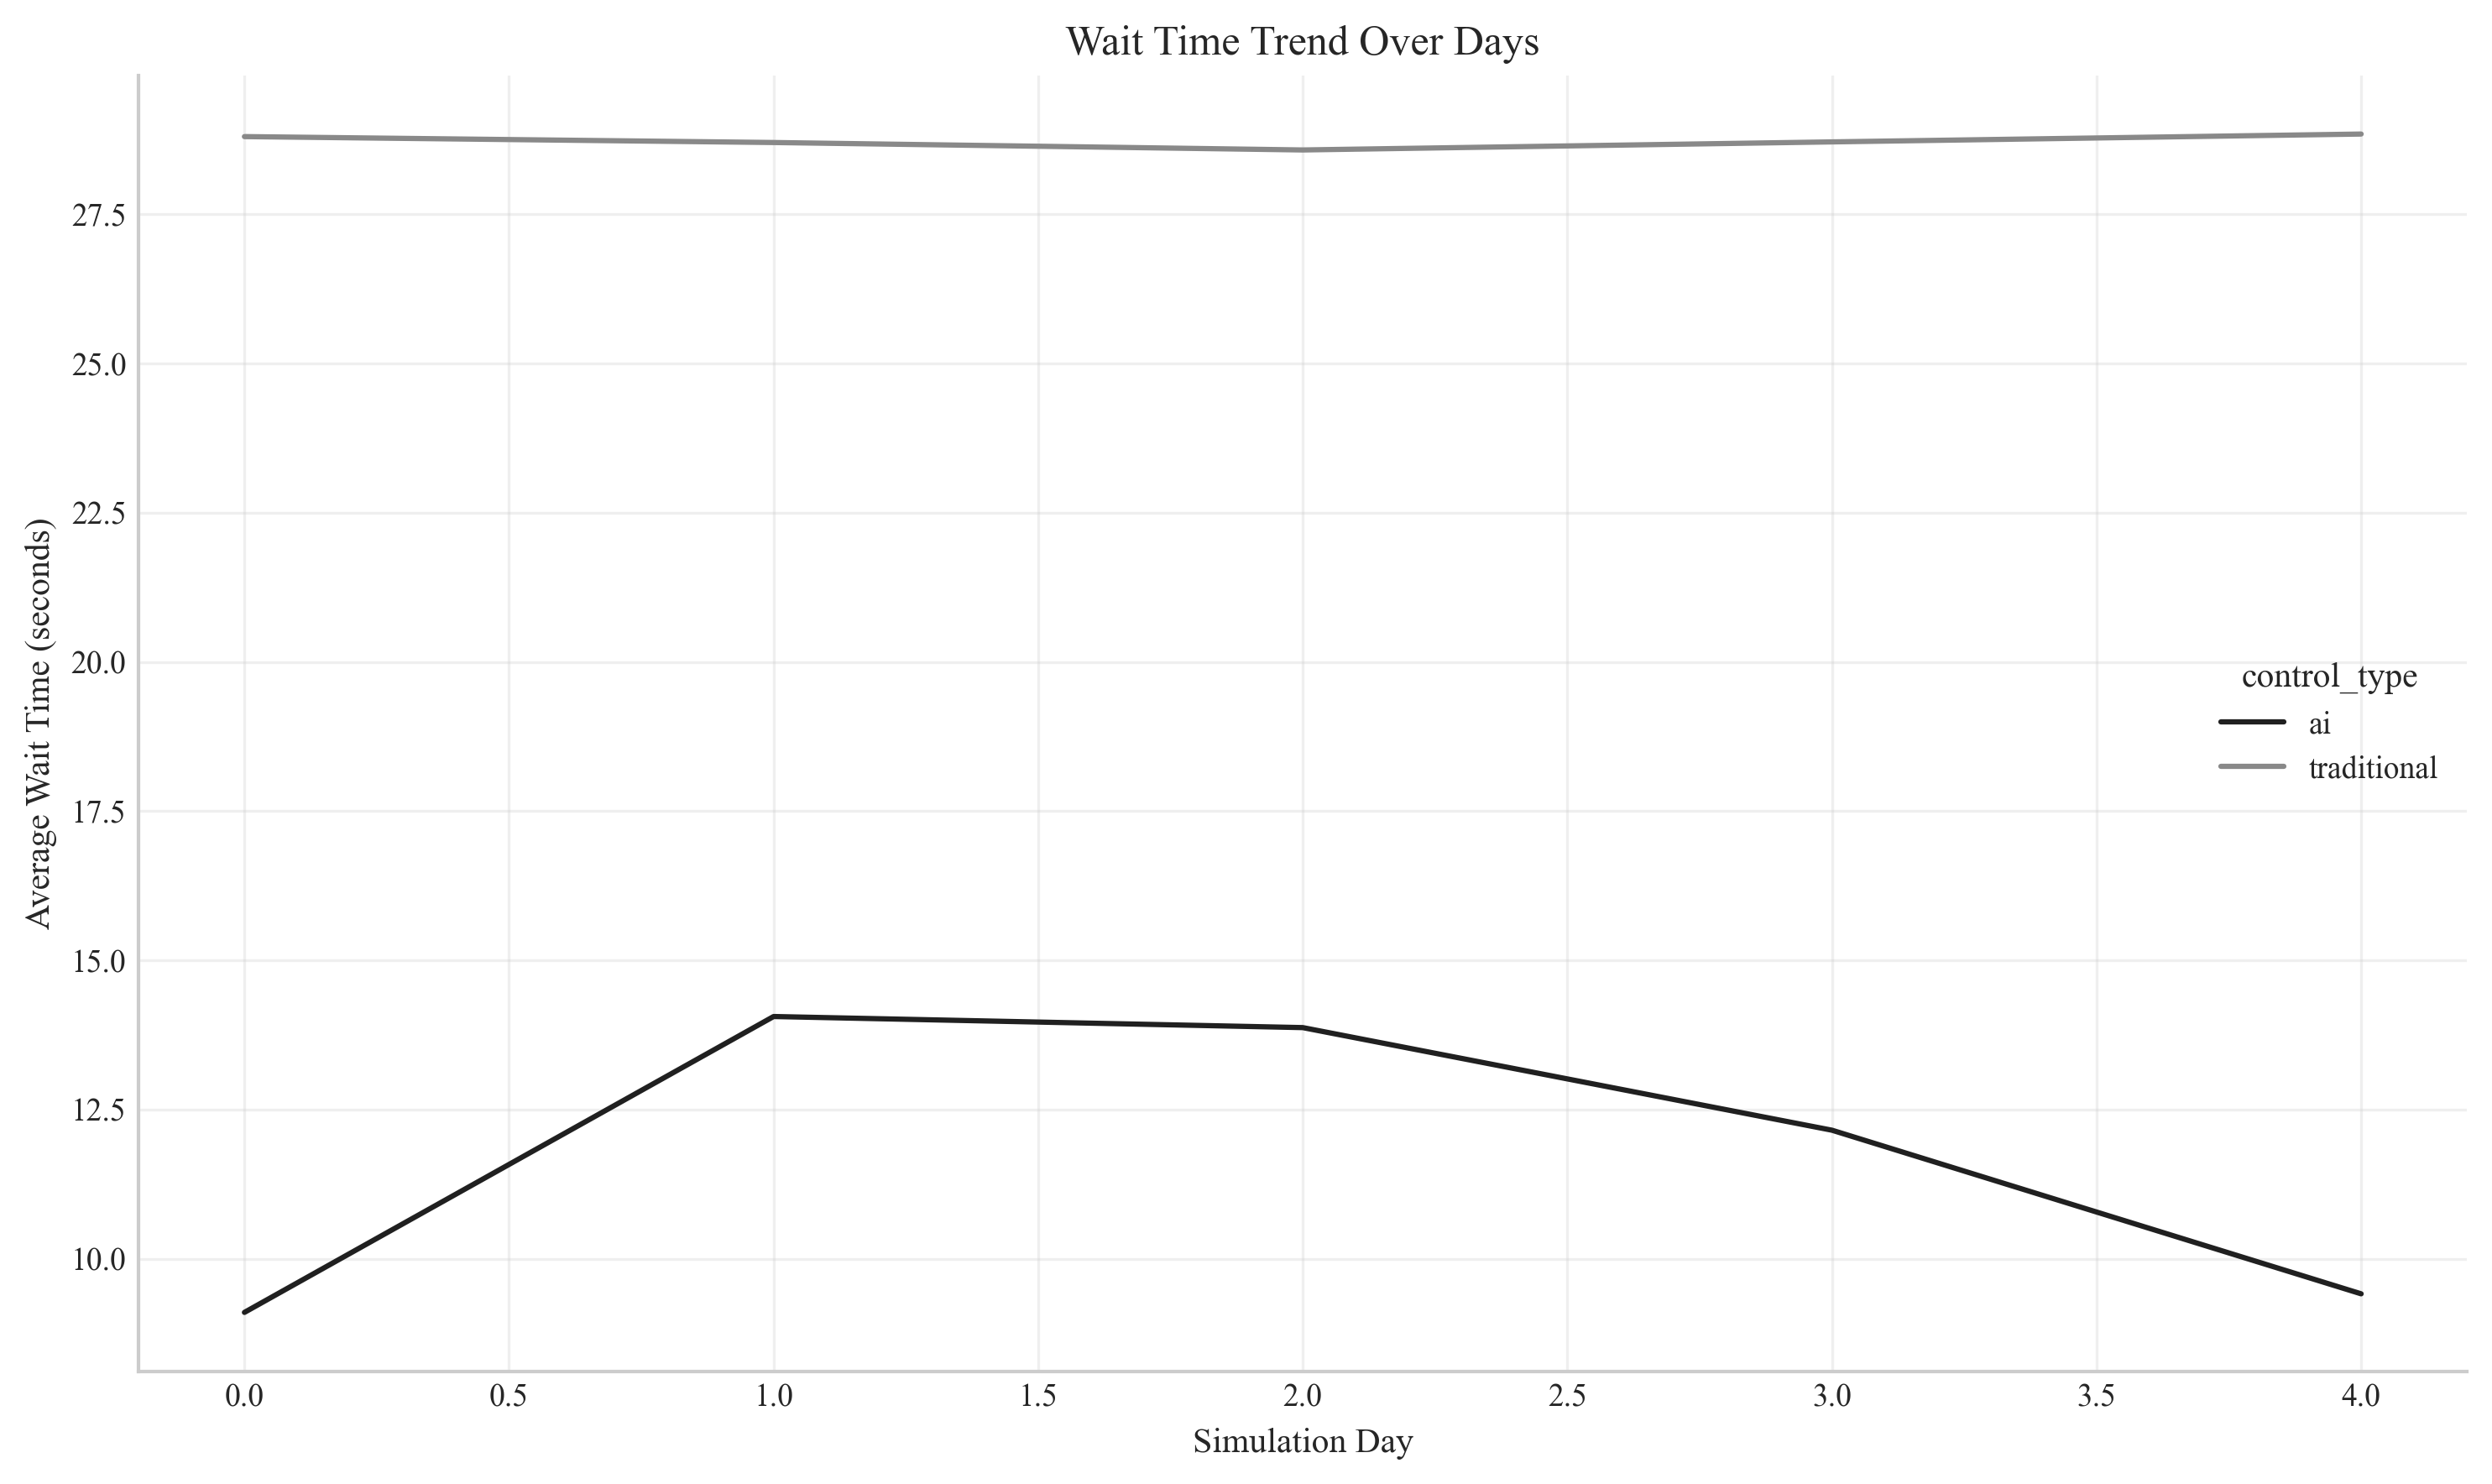 Wait Time Trend Over Days
Average Wait Time (seconds)
27.5
25.0
22.5
20.0
17.5
15.0
12.5
10.0
control_type
ai
traditional
0.0 0.5 1.0 1.5 2.0 2.5 3.0 3.5 4.0
Simulation Day